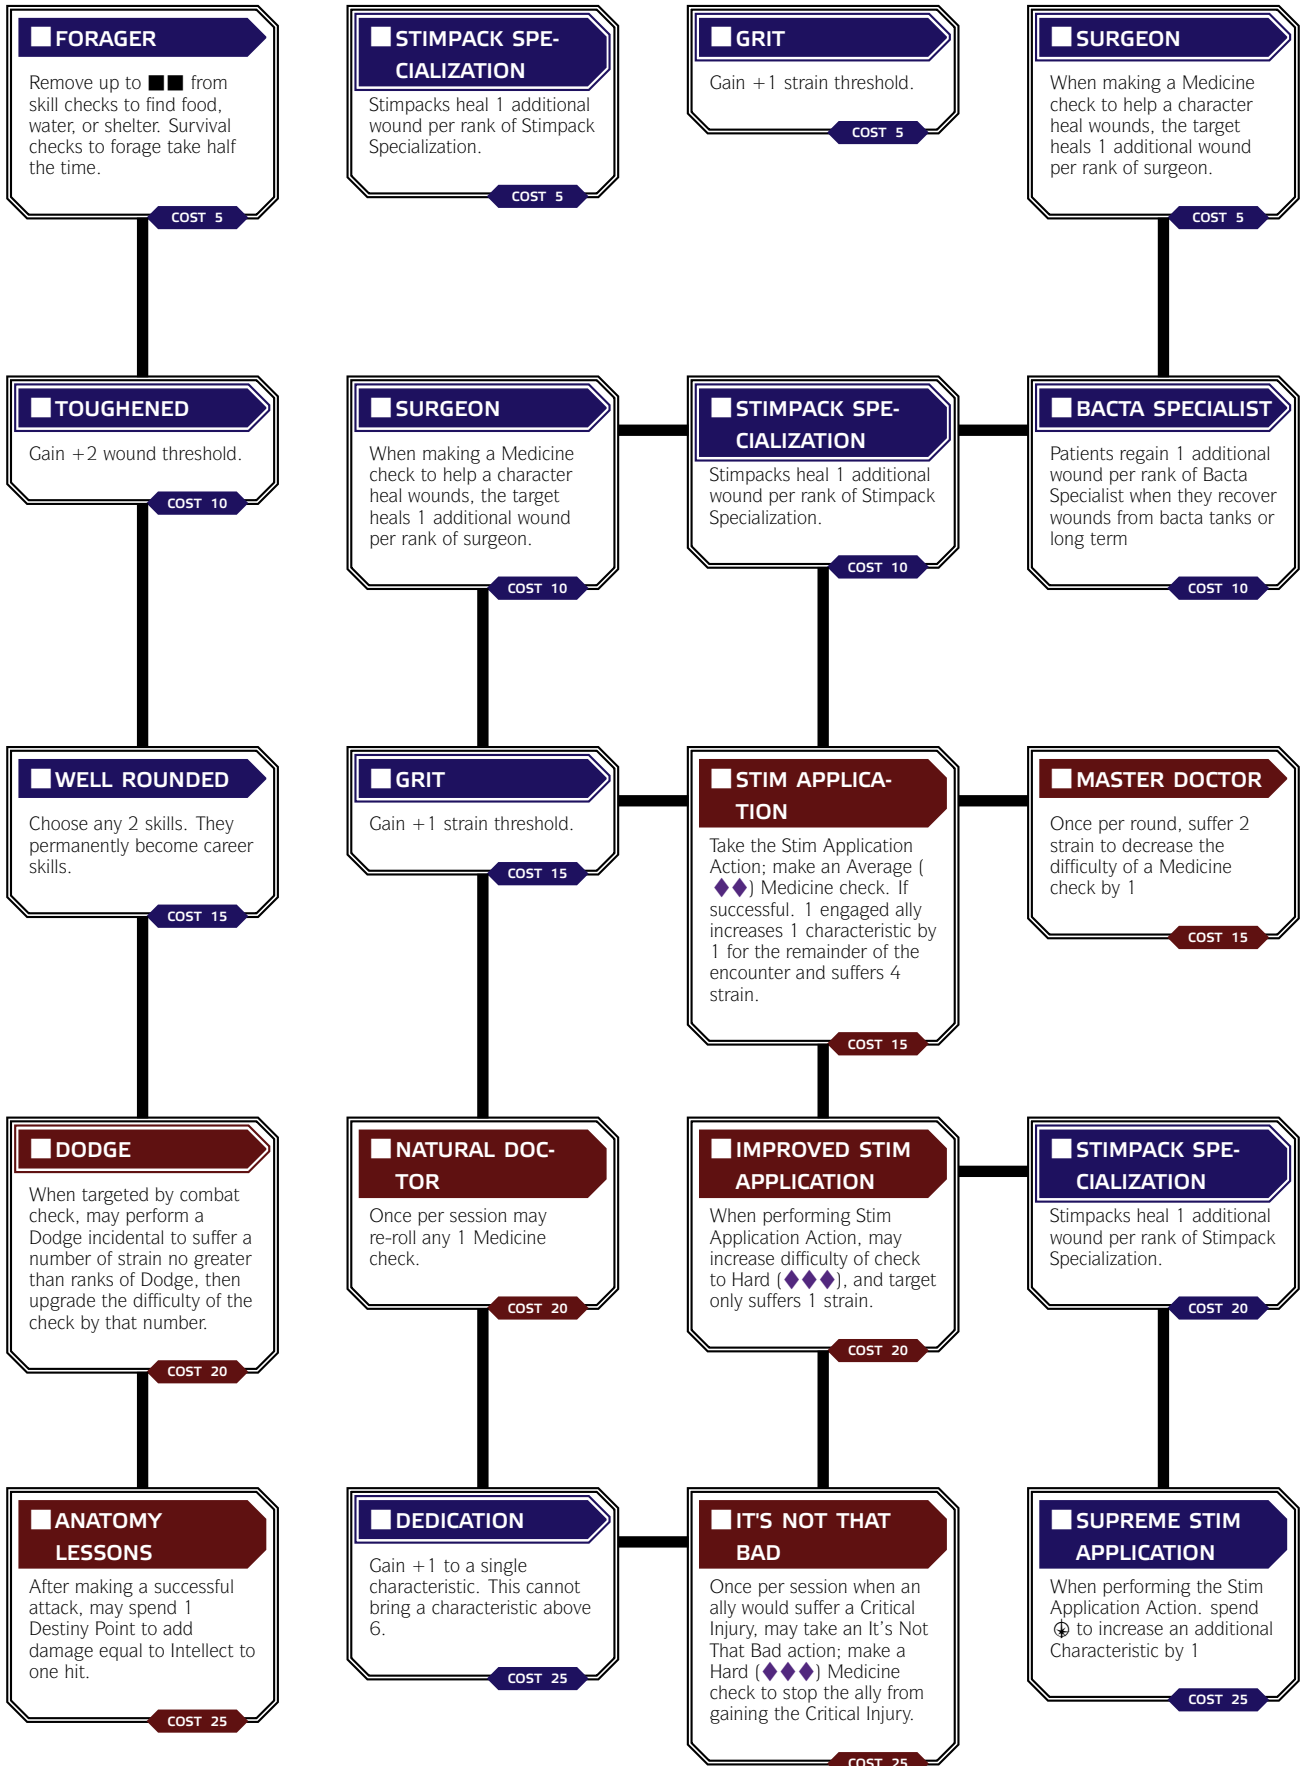 FORAGER
Remove up to ■■ from
skill checks to find food,
water, or shelter. Survival
checks to forage take half
the time.
COST 5
STIMPACK SPE-
CIALIZATION
Stimpacks heal 1 additional
wound per rank of Stimpack
Specialization.
COST 5
GRIT
Gain +1 strain threshold.
COST 5
SURGEON
When making a Medicine
check to help a character
heal wounds, the target
heals 1 additional wound
per rank of surgeon.
COST 5
TOUGHENED
Gain +2 wound threshold.
COST 10
SURGEON
When making a Medicine
check to help a character
heal wounds, the target
heals 1 additional wound
per rank of surgeon.
COST 10
STIMPACK SPE-
CIALIZATION
Stimpacks heal 1 additional
wound per rank of Stimpack
Specialization.
COST 10
BACTA SPECIALIST
Patients regain 1 additional
wound per rank of Bacta
Specialist when they recover
wounds from bacta tanks or
long term
COST 10
WELL ROUNDED
Choose any 2 skills. They
permanently become career
skills.
COST 15
GRIT
Gain +1 strain threshold.
COST 15
STIM APPLICA-
TION
Take the Stim Application
Action; make an Average (
♦♦) Medicine check. If
successful. 1 engaged ally
increases 1 characteristic by
1 for the remainder of the
encounter and suffers 4
strain.
COST 15
MASTER DOCTOR
Once per round, suffer 2
strain to decrease the
difficulty of a Medicine
check by 1
COST 15
DODGE
When targeted by combat
check, may perform a
Dodge incidental to suffer a
number of strain no greater
than ranks of Dodge, then
upgrade the difficulty of the
check by that number.
COST 20
NATURAL DOC-
TOR
Once per session may
re-roll any 1 Medicine
check.
COST 20
IMPROVED STIM
APPLICATION
When performing Stim
Application Action, may
increase difficulty of check
to Hard (♦♦♦), and target
only suffers 1 strain.
COST 20
STIMPACK SPE-
CIALIZATION
Stimpacks heal 1 additional
wound per rank of Stimpack
Specialization.
COST 20
ANATOMY
LESSONS
After making a successful
attack, may spend 1
Destiny Point to add
damage equal to Intellect to
one hit.
COST 25
DEDICATION
Gain +1 to a single
characteristic. This cannot
bring a characteristic above
6.
COST 25
IT'S NOT THAT
BAD
Once per session when an
ally would suffer a Critical
Injury, may take an It's Not
That Bad action; make a
Hard (♦♦♦) Medicine
check to stop the ally from
gaining the Critical Injury.
COST 25
SUPREME STIM
APPLICATION
When performing the Stim
Application Action. spend
to increase an additional
Characteristic by 1
COST 25